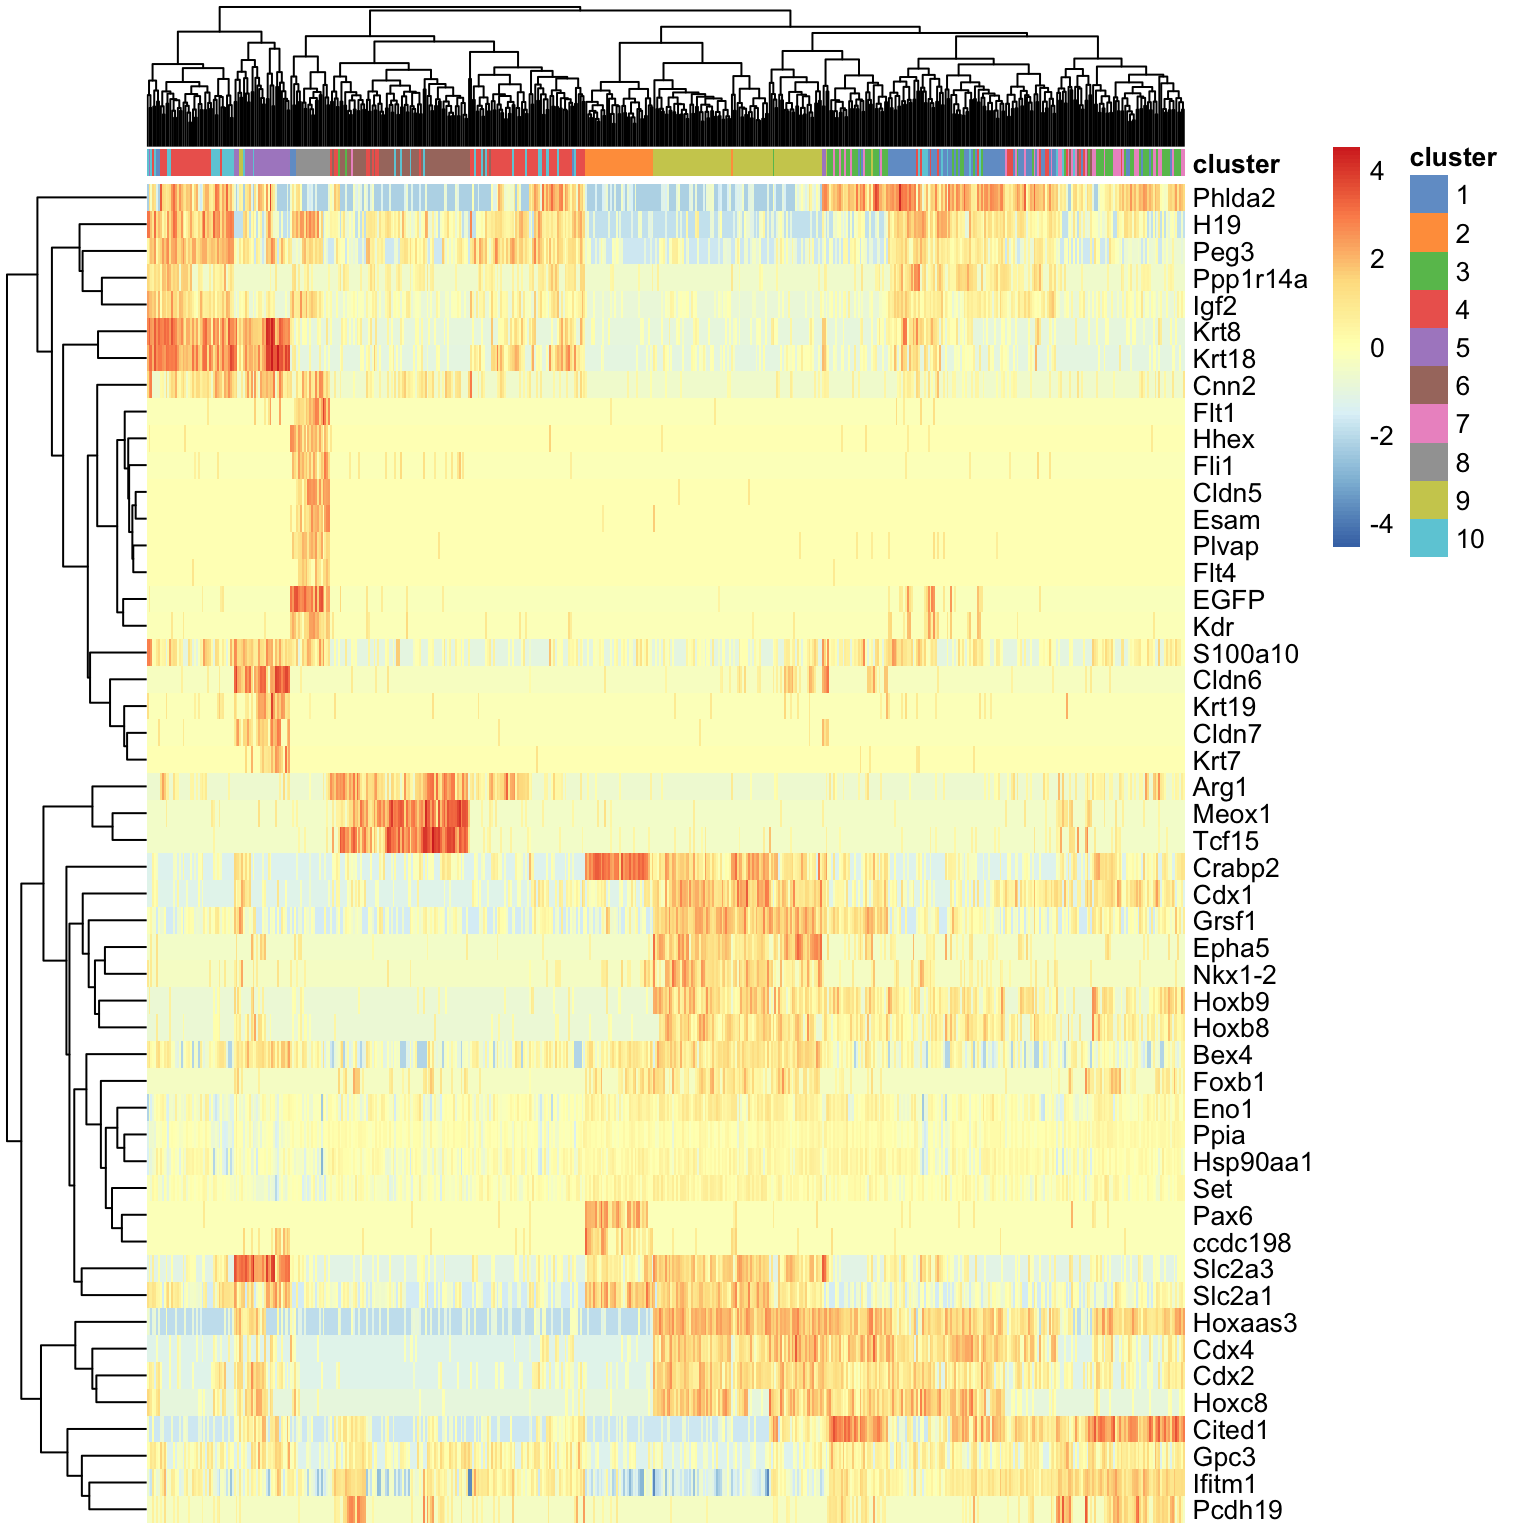 cluster
Phlda2
H19
Peg3
Ppp1r14a
Igf2
Krt8
Krt18
Cnn2
Flt1
Hhex
Fli1
Cldn5
Esam
Plvap
Flt4
EGFP
Kdr
S100a10
Cldn6
Krt19
Cldn7
Krt7
Arg1
Meox1
Tcf15
Crabp2
Cdx1
Grsf1
Epha5
Nkx1-2
Hoxb9
Hoxb8
Bex4
Foxb1
Eno1
Ppia
Hsp90aa1
Set
Pax6
ccdc198
Slc2a3
Slc2a1
Hoxaas3
Cdx4
Cdx2
Hoxc8
Cited1
Gpc3
Ifitm1
Pcdh19
4
2
0
-2
-4
cluster
1
2
3
4
5
6
7
8
9
10